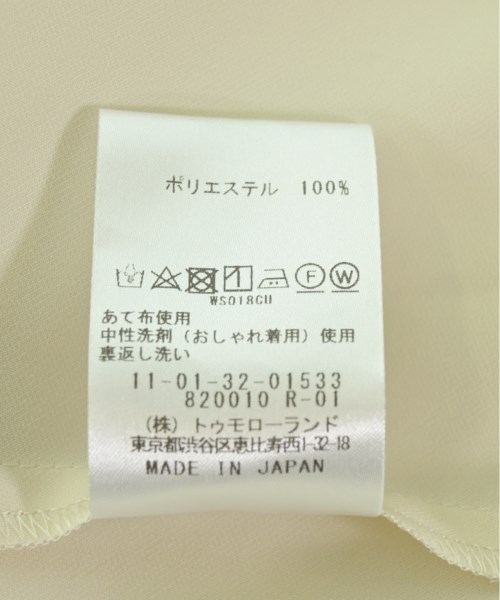 ポリエステル 100%
F W
WS018CU
あて布使用
中性洗剤（おしゃれ着用）使用
裏返し洗い
11-01-32-01533
820010 R-01
（株）トゥモローランド
東京都渋谷区恵比寿西1-32-18
MADE IN JAPAN